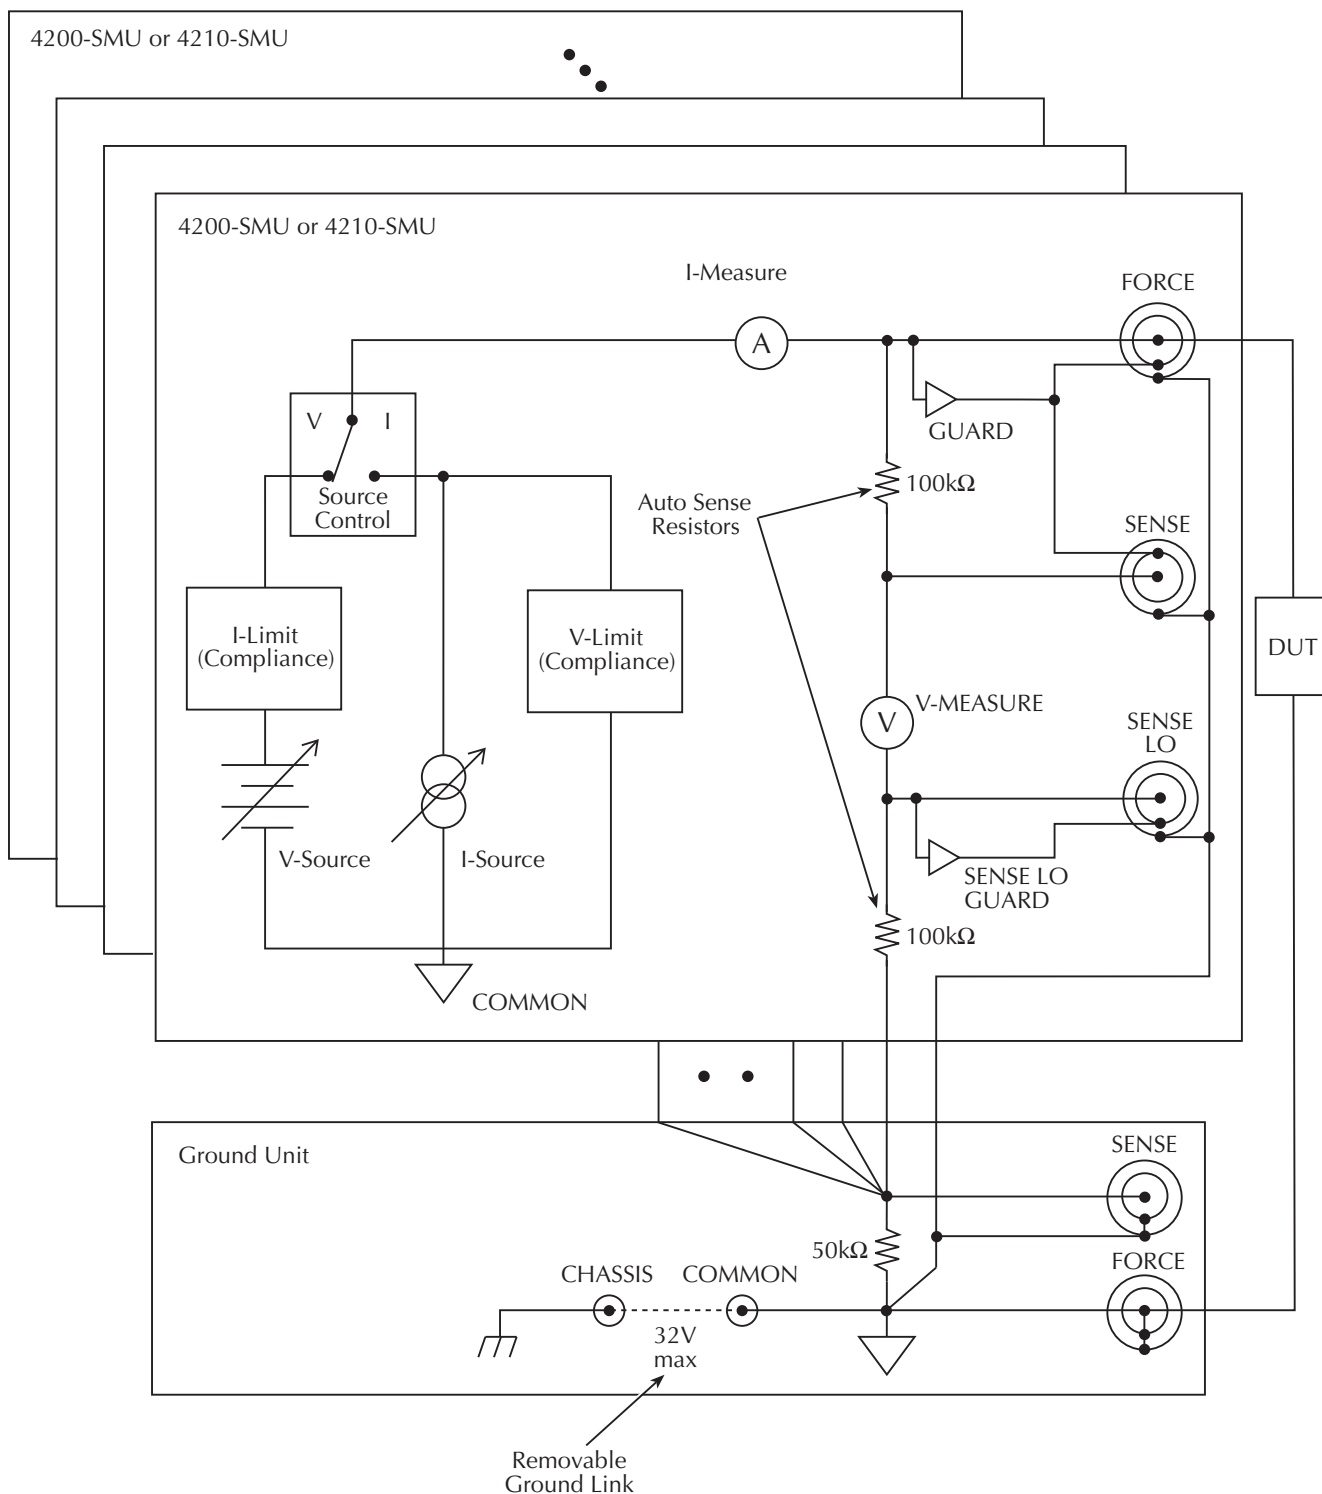 4200-SMU or 4210-SMU
4200-SMU or 4210-SMU
I-Measure
FORCE
A
V
I
GUARD
Source
Control
Auto Sense
Resistors
100kΩ
SENSE
I-Limit
(Compliance)
V-Limit
(Compliance)
DUT
V
V-MEASURE
SENSE
LO
V-Source
I-Source
SENSE LO
GUARD
100kΩ
COMMON
Ground Unit
SENSE
50kΩ
CHASSIS
COMMON
FORCE
32V
max
Removable
Ground Link